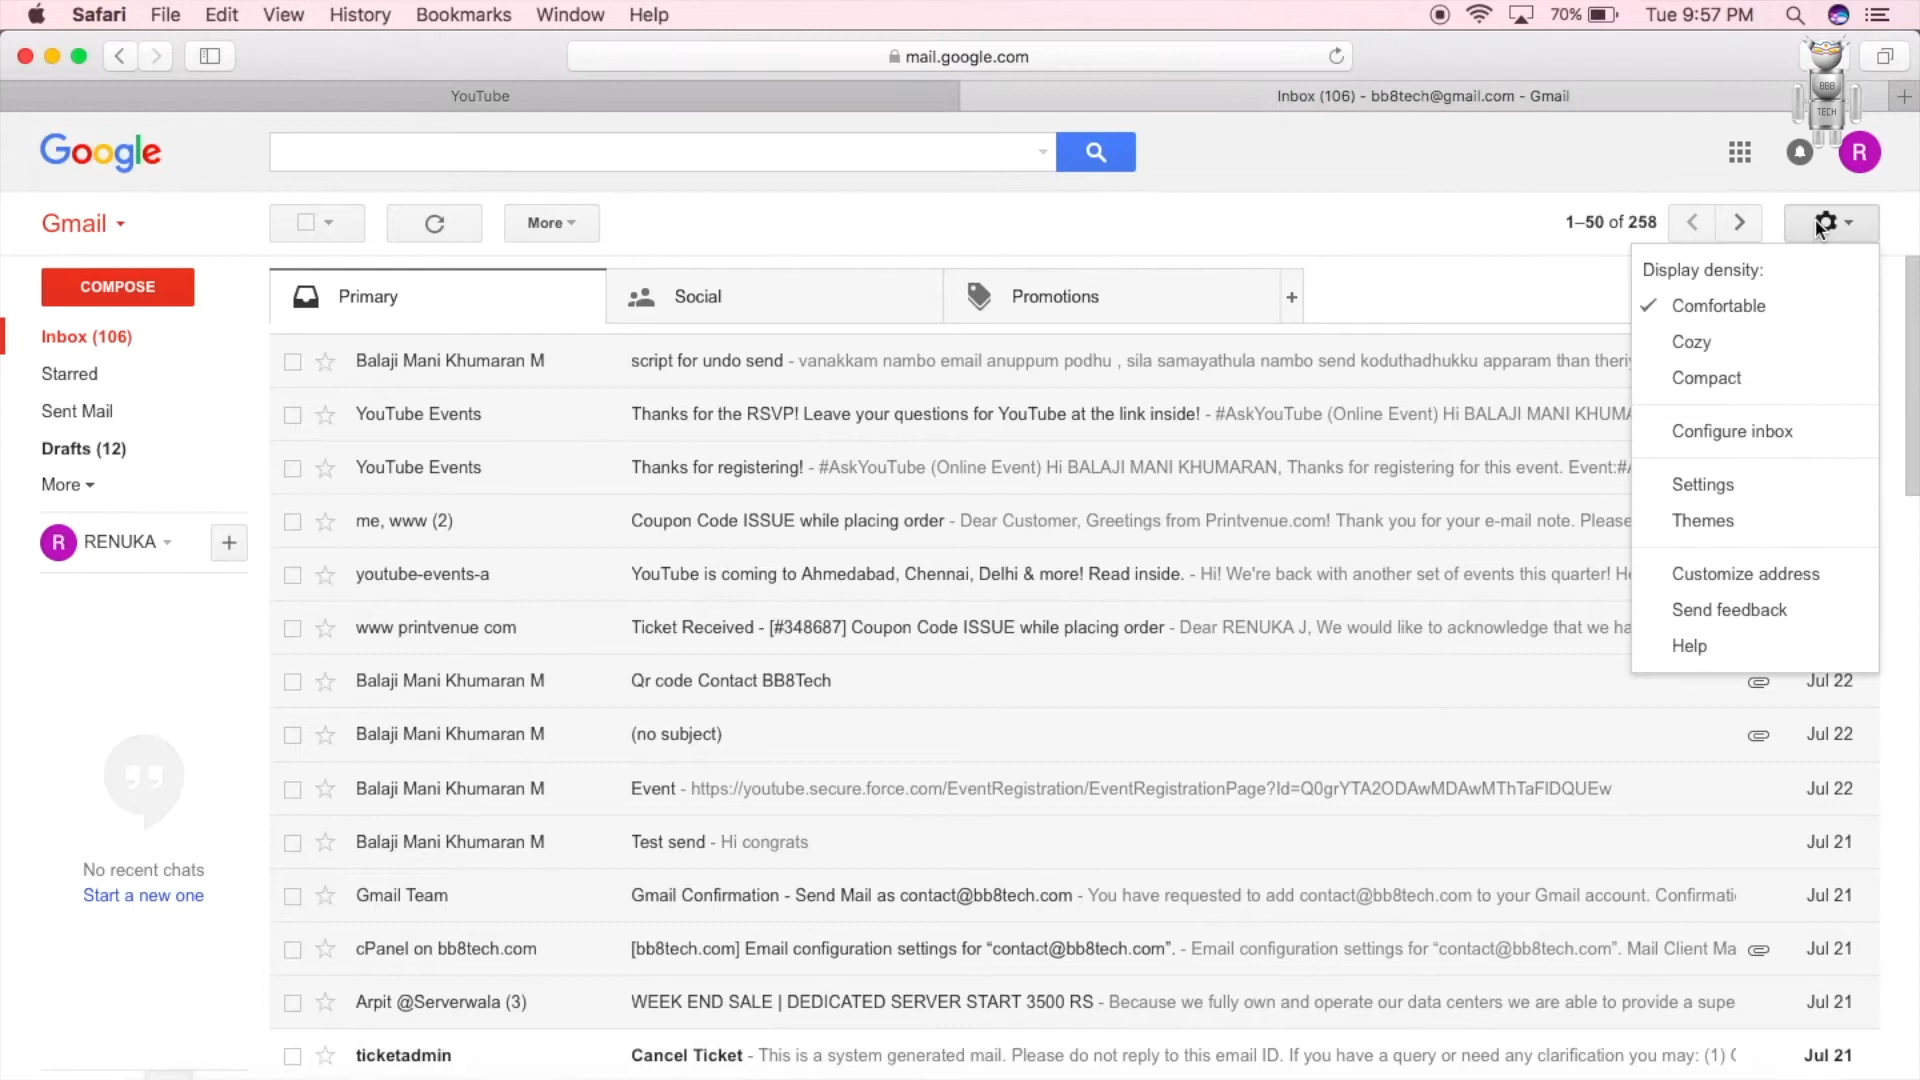 Safari File Edit View History Bookmarks Window Help 70% Tue 9:57 PM
mail.google.com
YouTube Inbox (106) - bb8tech@gmail.com - Gmail
BBB
TECH
Google
R
Gmail More 1–50 of 258
COMPOSE
Inbox (106)
Starred
Sent Mail
Drafts (12)
More
R RENUKA
No recent chats
Start a new one
Primary Social Promotions
Balaji Mani Khumaran M script for undo send - vanakkam nambo email anuppum podhu , sila samayathula nambo send koduthadhukku apparam than theri
YouTube Events Thanks for the RSVP! Leave your questions for YouTube at the link inside! - #AskYouTube (Online Event) Hi BALAJI MANI KHUMA
YouTube Events Thanks for registering! - #AskYouTube (Online Event) Hi BALAJI MANI KHUMARAN, Thanks for registering for this event. Event:#
me, www (2) Coupon Code ISSUE while placing order - Dear Customer, Greetings from Printvenue.com! Thank you for your e-mail note. Please
youtube-events-a YouTube is coming to Ahmedabad, Chennai, Delhi & more! Read inside. - Hi! We're back with another set of events this quarter! He
www printvenue com Ticket Received - [#348687] Coupon Code ISSUE while placing order - Dear RENUKA J, We would like to acknowledge that we ha
Balaji Mani Khumaran M Qr code Contact BB8Tech Jul 22
Balaji Mani Khumaran M (no subject) Jul 22
Balaji Mani Khumaran M Event - https://youtube.secure.force.com/EventRegistration/EventRegistrationPage?Id=Q0grYTA2ODAwMDAwMThTaFlDQUEw Jul 22
Balaji Mani Khumaran M Test send - Hi congrats Jul 21
Gmail Team Gmail Confirmation - Send Mail as contact@bb8tech.com - You have requested to add contact@bb8tech.com to your Gmail account. Confirmati Jul 21
cPanel on bb8tech.com [bb8tech.com] Email configuration settings for “contact@bb8tech.com”. - Email configuration settings for “contact@bb8tech.com”. Mail Client Ma Jul 21
Arpit @Serverwala (3) WEEK END SALE | DEDICATED SERVER START 3500 RS - Because we fully own and operate our data centers we are able to provide a supe Jul 21
ticketadmin Cancel Ticket - This is a system generated mail. Please do not reply to this email ID. If you have a query or need any clarification you may: (1) Jul 21
Display density:
Comfortable
Cozy
Compact
Configure inbox
Settings
Themes
Customize address
Send feedback
Help